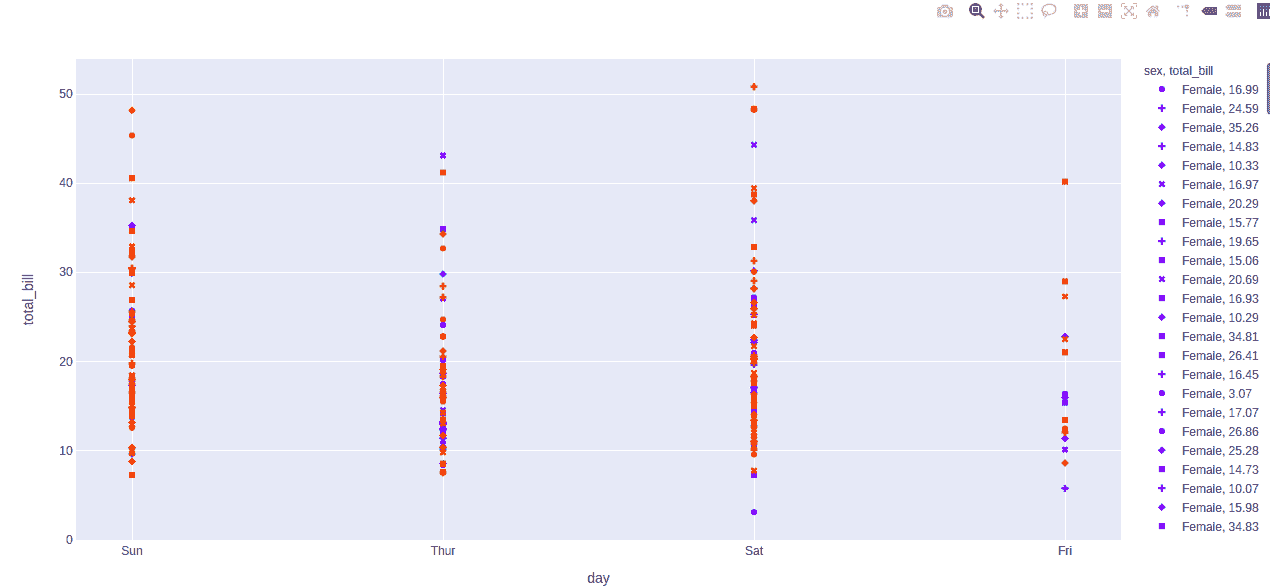 sex, total_bill
Female, 16.99
Female, 24.59
Female, 35.26
Female, 14.83
Female, 10.33
Female, 16.97
Female, 20.29
Female, 15.77
Female, 19.65
Female, 15.06
Female, 20.69
Female, 16.93
Female, 10.29
Female, 34.81
Female, 26.41
Female, 16.45
Female, 3.07
Female, 17.07
Female, 26.86
Female, 25.28
Female, 14.73
Female, 10.07
Female, 15.98
Female, 34.83
total_bill
50
40
30
20
10
0
Sun Thur Sat Fri
day